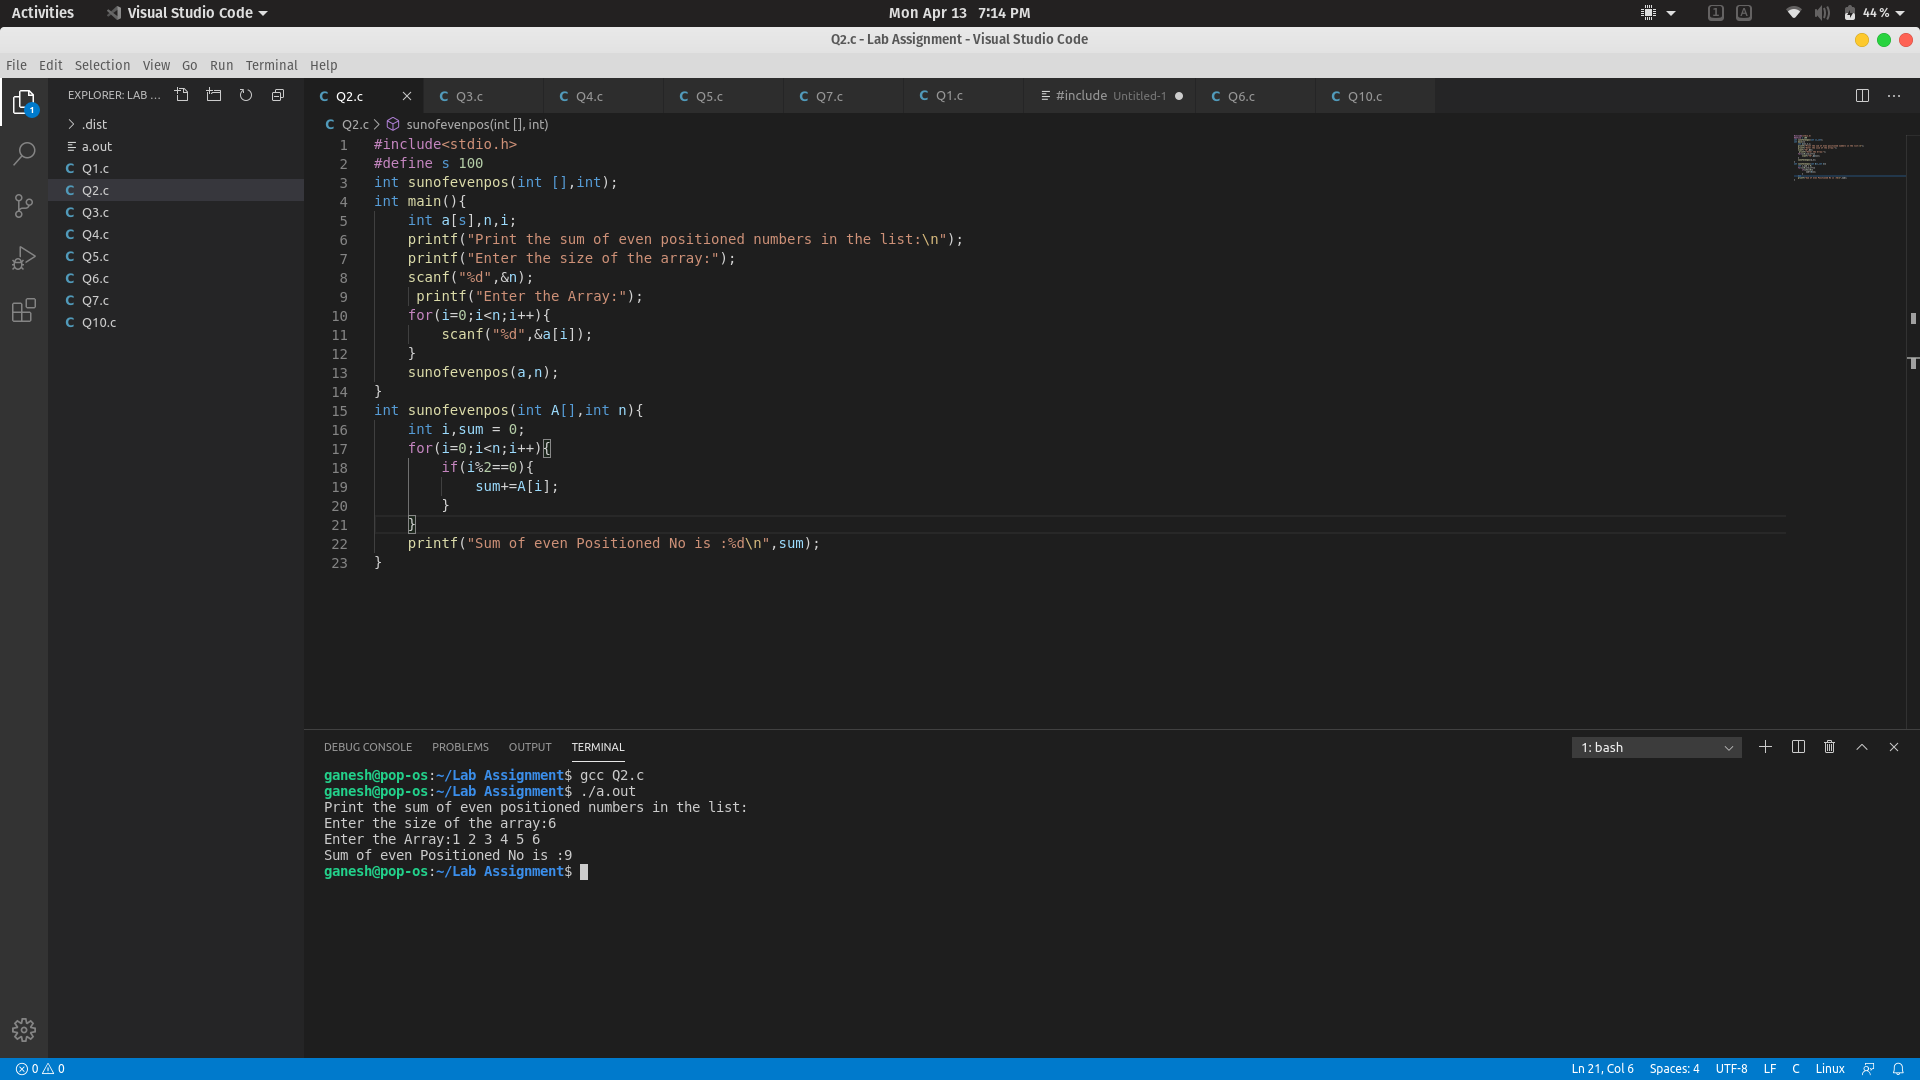 Activities Visual Studio Code Mon Apr 13 7:14 PM 1 A 44 %
Q2.c - Lab Assignment - Visual Studio Code
File Edit Selection View Go Run Terminal Help
1
EXPLORER: LAB ...
.dist
a.out
C Q1.c
C Q2.c
C Q3.c
C Q4.c
C Q5.c
C Q6.c
C Q7.c
C Q10.c
C Q2.c C Q3.c C Q4.c C Q5.c C Q7.c C Q1.c #include Untitled-1 C Q6.c C Q10.c
C Q2.c > sunofevenpos(int [], int)
1 #include<stdio.h>
2 #define s 100
3 int sunofevenpos(int [],int);
4 int main(){
5     int a[s],n,i;
6     printf("Print the sum of even positioned numbers in the list:\n");
7     printf("Enter the size of the array:");
8     scanf("%d",&n);
9      printf("Enter the Array:");
10     for(i=0;i<n;i++){
11         scanf("%d",&a[i]);
12     }
13     sunofevenpos(a,n);
14 }
15 int sunofevenpos(int A[],int n){
16     int i,sum = 0;
17     for(i=0;i<n;i++){
18         if(i%2==0){
19             sum+=A[i];
20         }
21     }
22     printf("Sum of even Positioned No is :%d\n",sum);
23 }
DEBUG CONSOLE PROBLEMS OUTPUT TERMINAL 1: bash
ganesh@pop-os:~/Lab Assignment$ gcc Q2.c
ganesh@pop-os:~/Lab Assignment$ ./a.out
Print the sum of even positioned numbers in the list:
Enter the size of the array:6
Enter the Array:1 2 3 4 5 6
Sum of even Positioned No is :9
ganesh@pop-os:~/Lab Assignment$
0 0 Ln 21, Col 6 Spaces: 4 UTF-8 LF C Linux